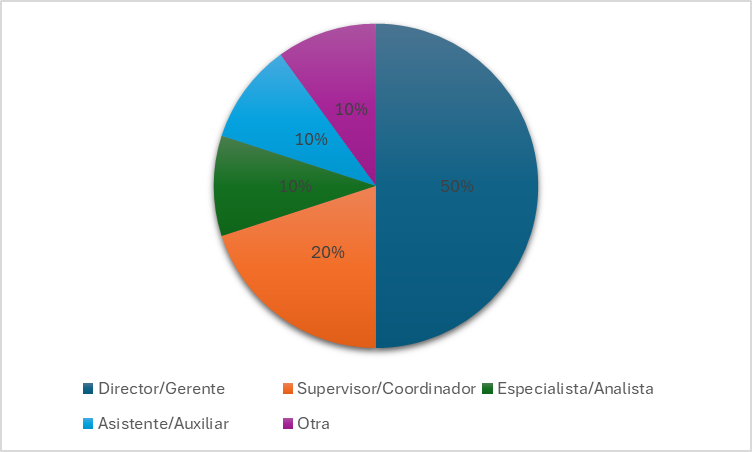 10%
10%
10%
50%
20%
Director/Gerente Supervisor/Coordinador Especialista/Analista
Asistente/Auxiliar Otra